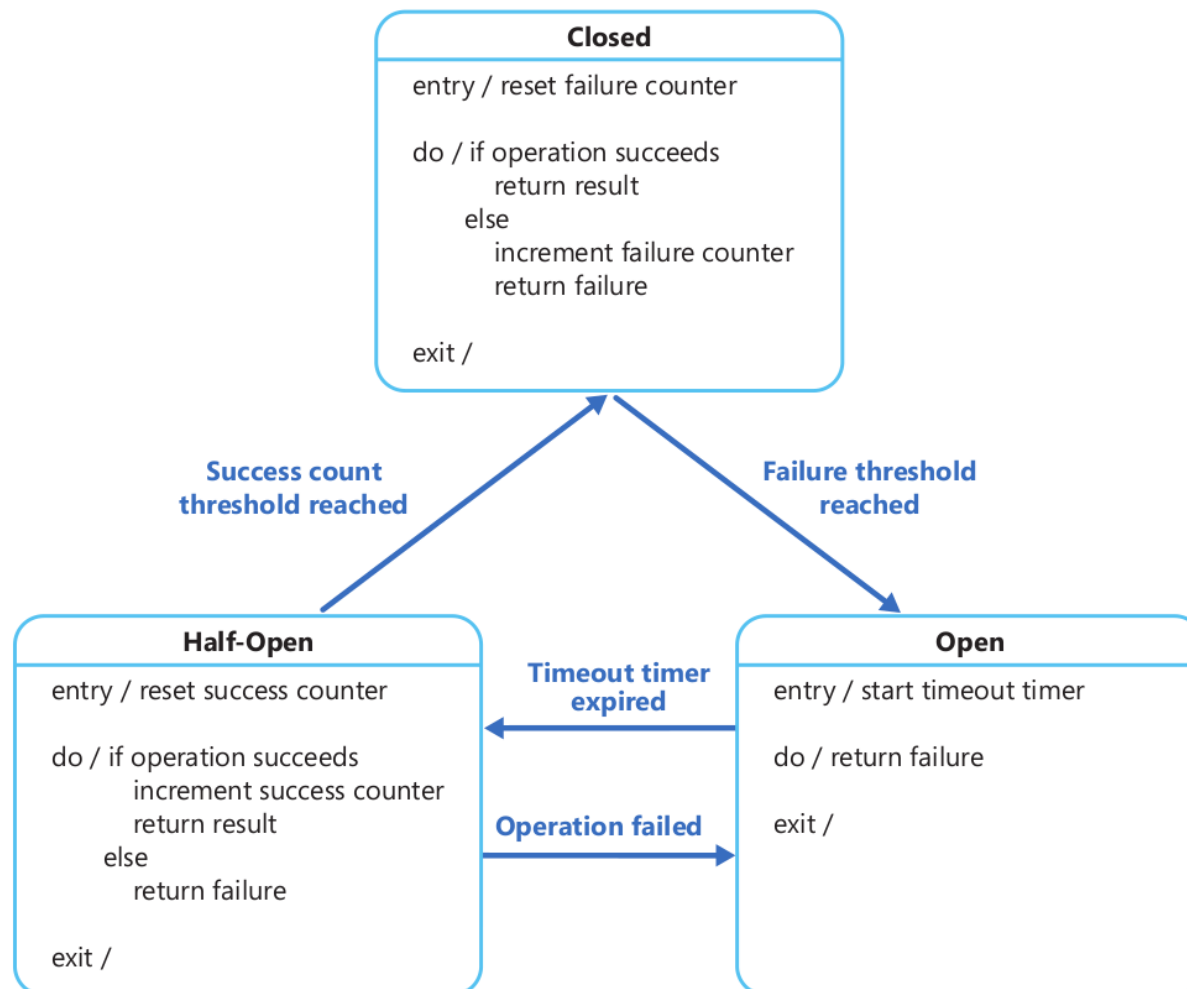 Closed
entry / reset failure counter
do / if operation succeeds
return result
else
increment failure counter
return failure
exit /
Success count
threshold reached
Failure threshold
reached
Half-Open
entry / reset success counter
do / if operation succeeds
increment success counter
return result
else
return failure
exit /
Timeout timer
expired
Operation failed
Open
entry / start timeout timer
do / return failure
exit /